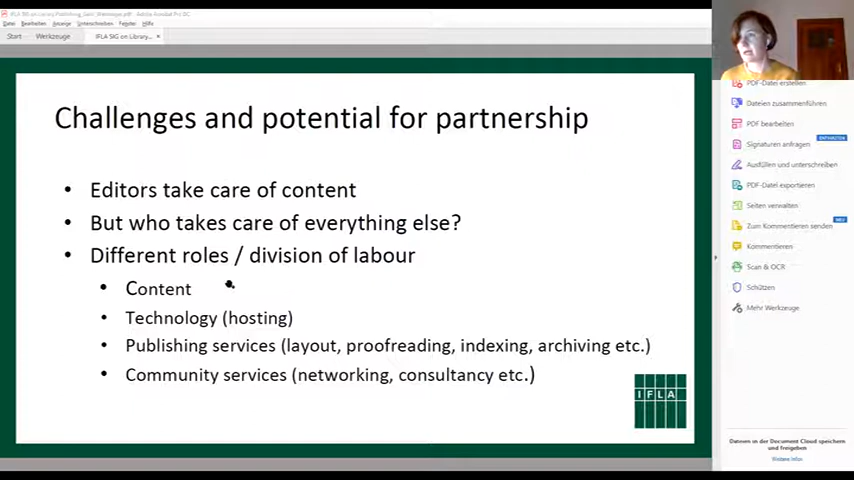 Datei Bearbeiten Anzeige Unterschreiben Fenster Hilfe
Start Werkzeuge IFLA SIG on Library...
Challenges and potential for partnership
• Editors take care of content
• But who takes care of everything else?
• Different roles / division of labour
• Content
• Technology (hosting)
• Publishing services (layout, proofreading, indexing, archiving etc.)
• Community services (networking, consultancy etc.)
IFLA
PDF-Datei erstellen
Dateien zusammenführen
PDF bearbeiten
Signaturen anfragen
Ausfüllen und unterschreiben
PDF-Datei exportieren
Seiten verwalten
NEU
Zum Kommentieren senden
Kommentieren
Scan & OCR
Schützen
Mehr Werkzeuge
Dateien in der Document Cloud speichern
und freigeben
Weitere Infos